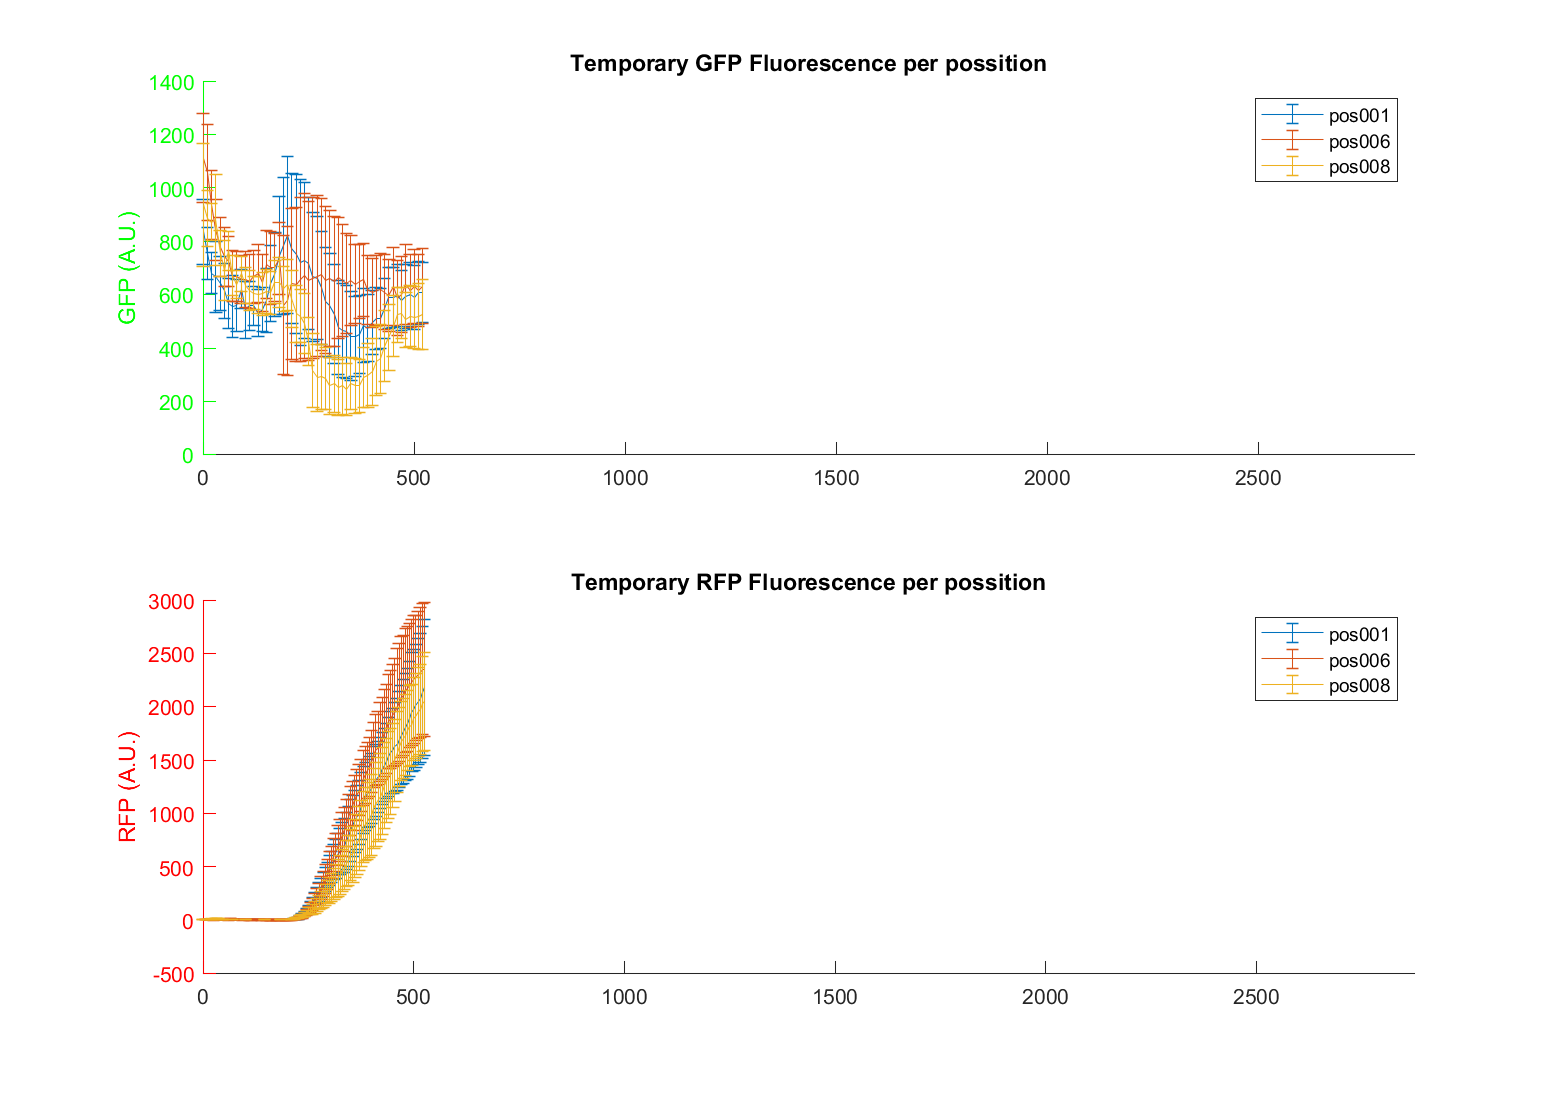 Temporary GFP Fluorescence per possition
1400
1200
1000
800
600
400
200
0
GFP (A.U.)
0 500 1000 1500 2000 2500
pos001
pos006
pos008
Temporary RFP Fluorescence per possition
3000
2500
2000
1500
1000
500
0
-500
RFP (A.U.)
0 500 1000 1500 2000 2500
pos001
pos006
pos008